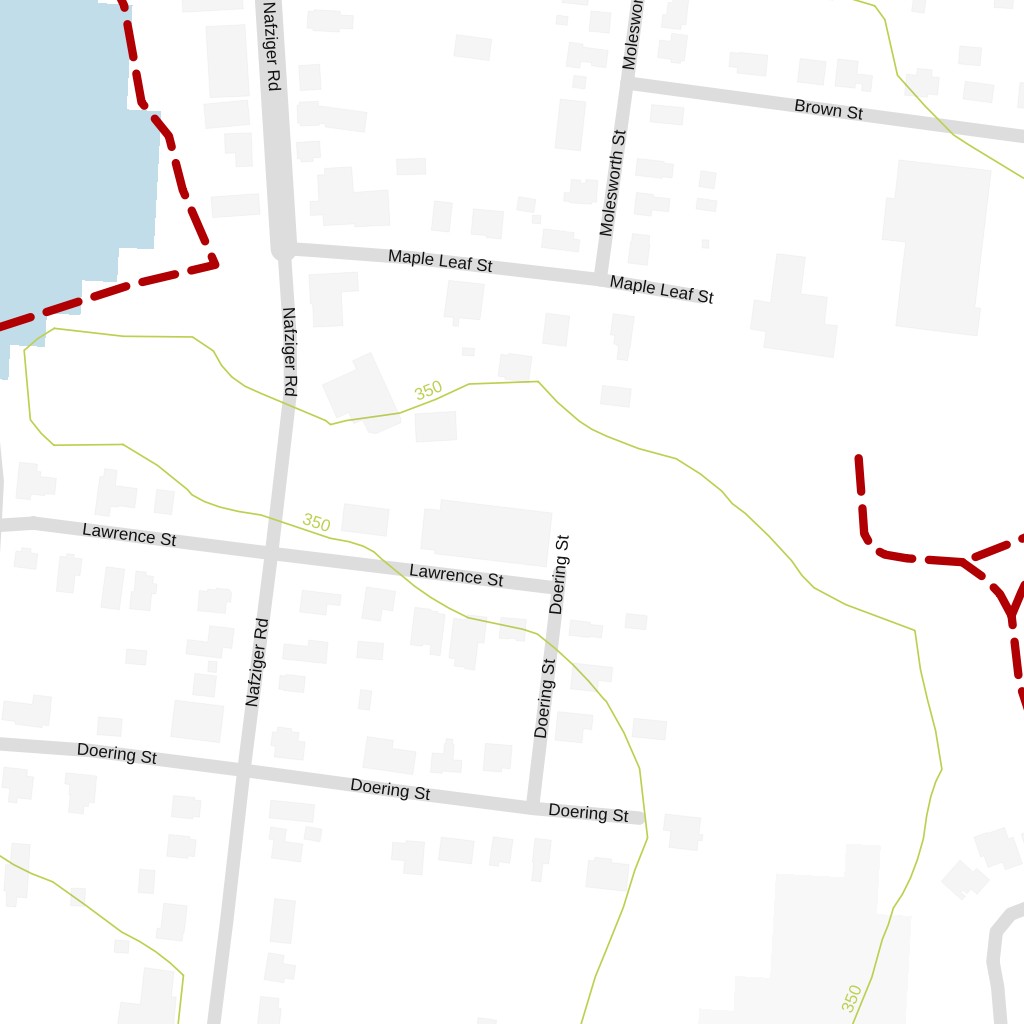 Nafziger Rd
Moleswor
Brown St
Molesworth St
Maple Leaf St
Maple Leaf St
Nafziger Rd
350
350
Lawrence St
Lawrence St
Doering St
Nafziger Rd
Doering St
Doering St
Doering St
Doering St
350